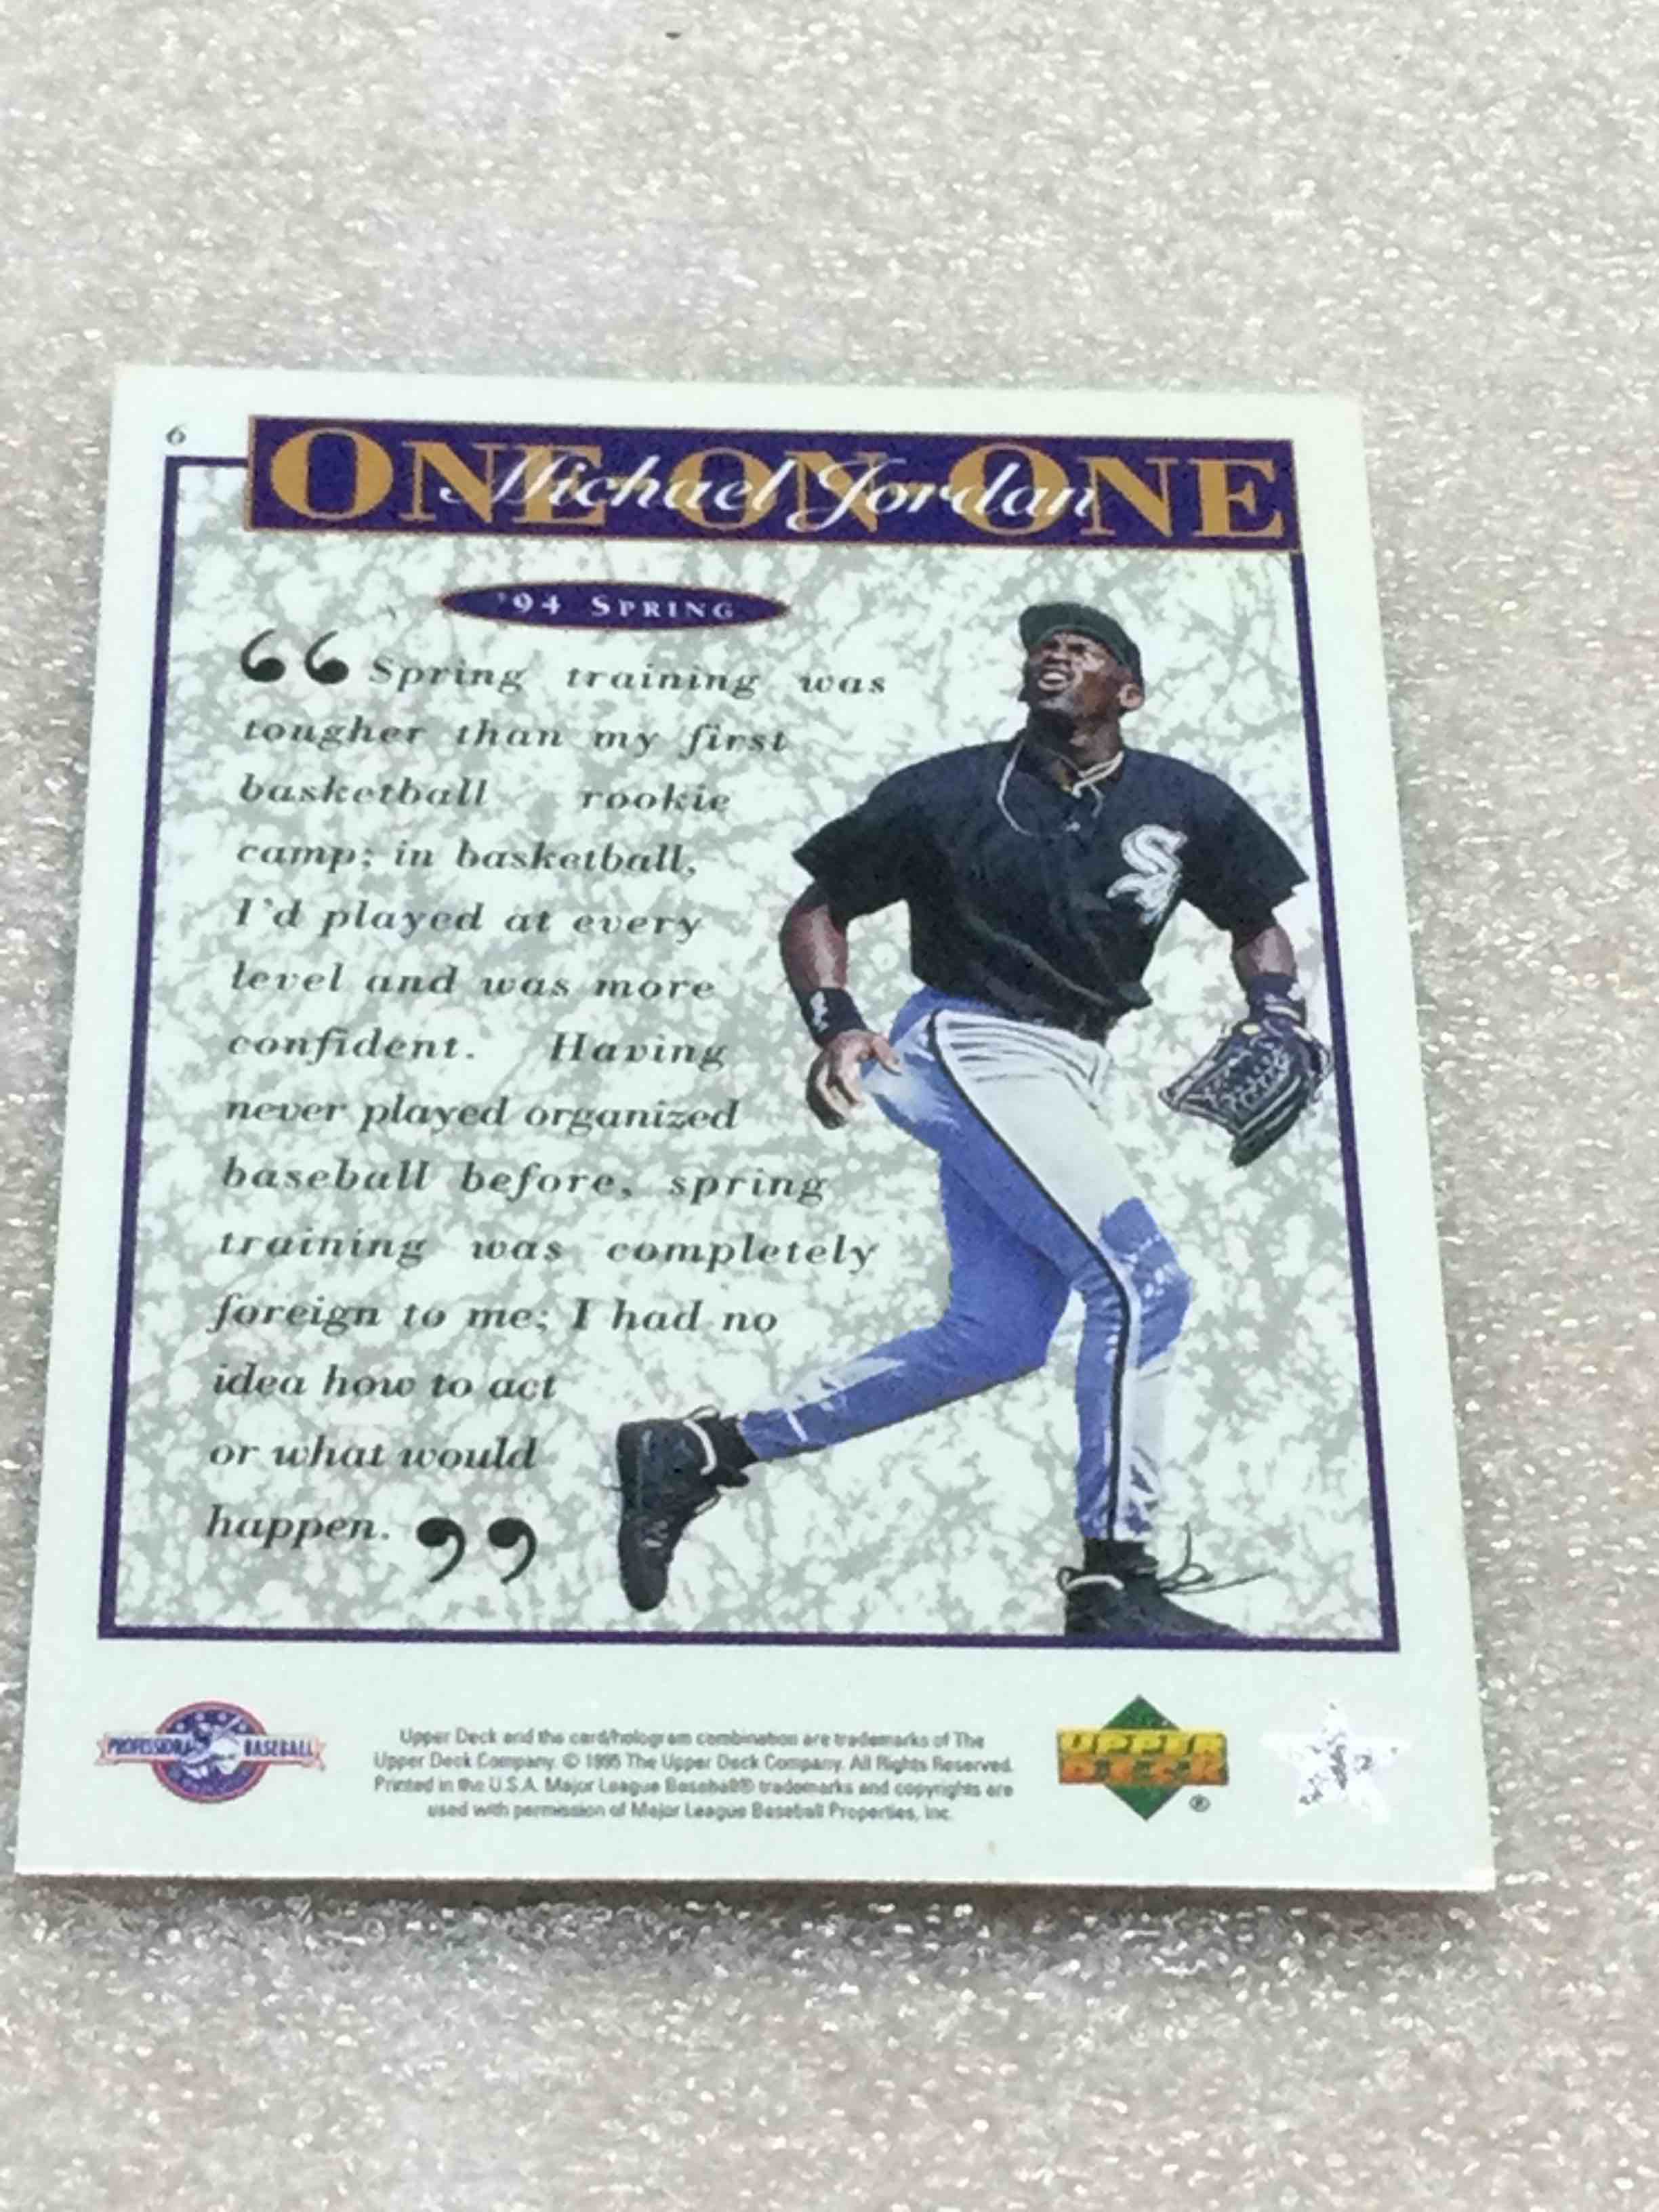 6
ONE-ON-ONE
Michael Jordan
'94 SPRING
“ Spring training was
tougher than my first
basketball rookie
camp; in basketball,
I'd played at every
level and was more
confident. Having
never played organized
baseball before, spring
training was completely
foreign to me; I had no
idea how to act
or what would
happen. ”
PROFESSIONAL BASEBALL
Upper Deck and the card/hologram combination are trademarks of The
Upper Deck Company. © 1995 The Upper Deck Company. All Rights Reserved.
Printed in the U.S.A. Major League Baseball® trademarks and copyrights are
used with permission of Major League Baseball Properties, Inc.
UPPER
DECK
®